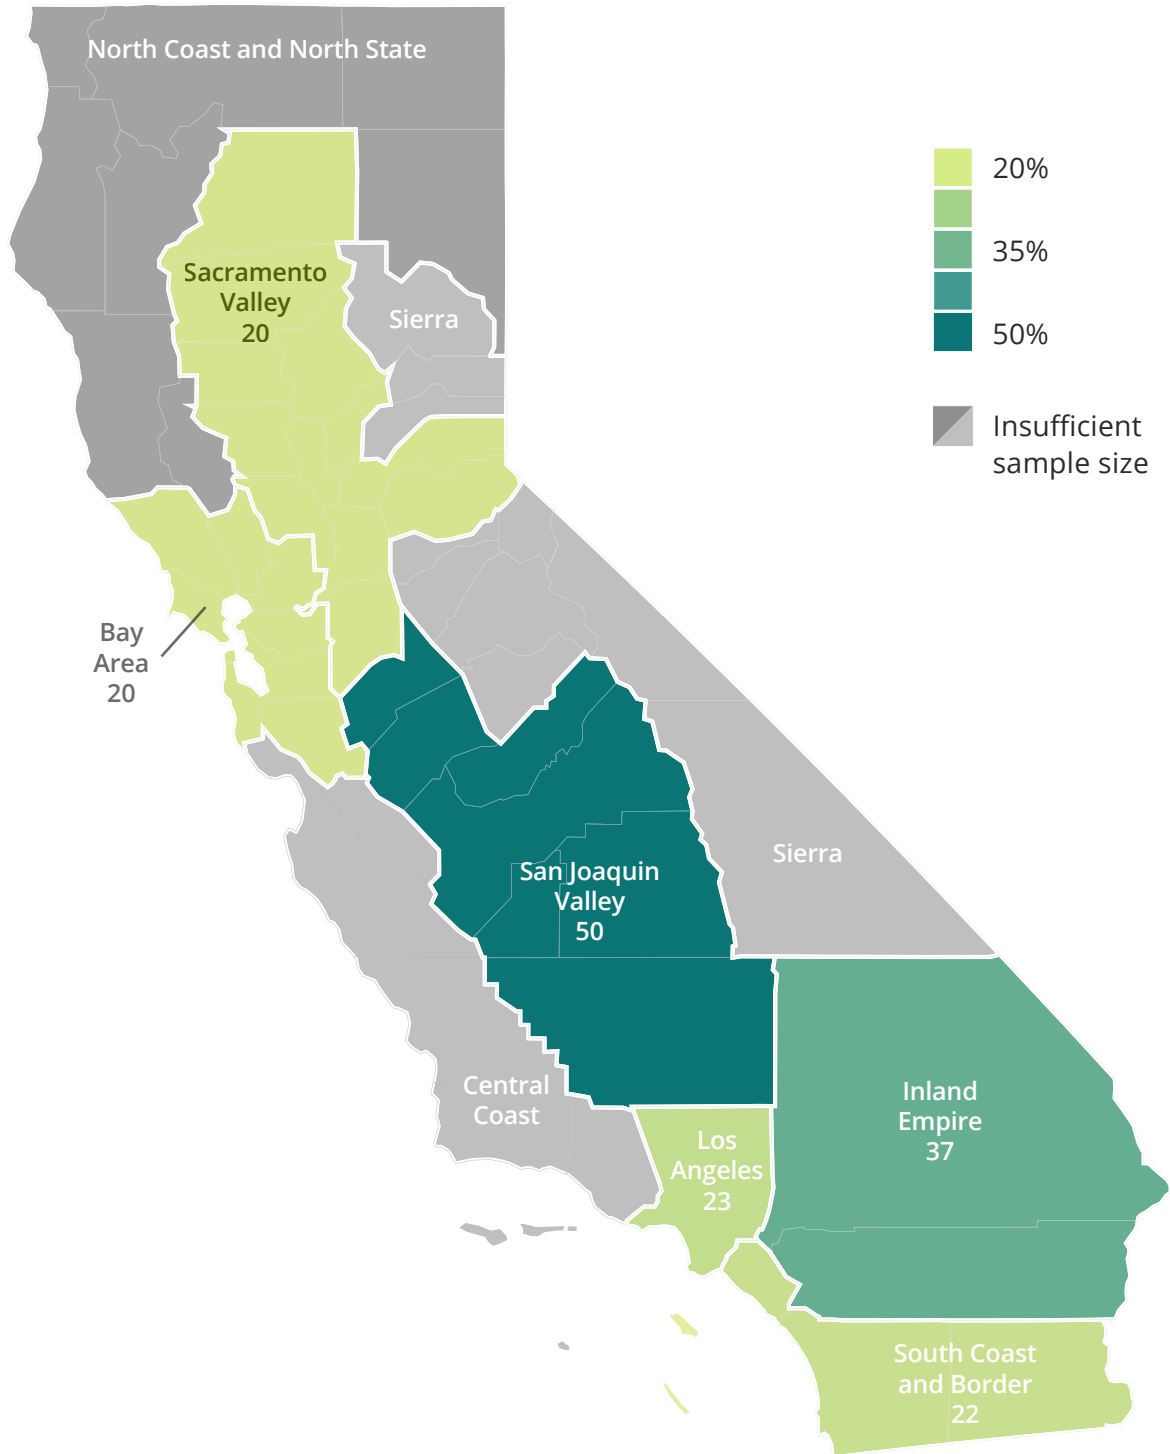 North Coast and North State
20%
35%
50%
Insufficient
sample size
Sacramento
Valley
20
Sierra
Bay
Area
20
San Joaquin
Valley
50
Sierra
Central
Coast
Inland
Empire
37
Los
Angeles
23
South Coast
and Border
22